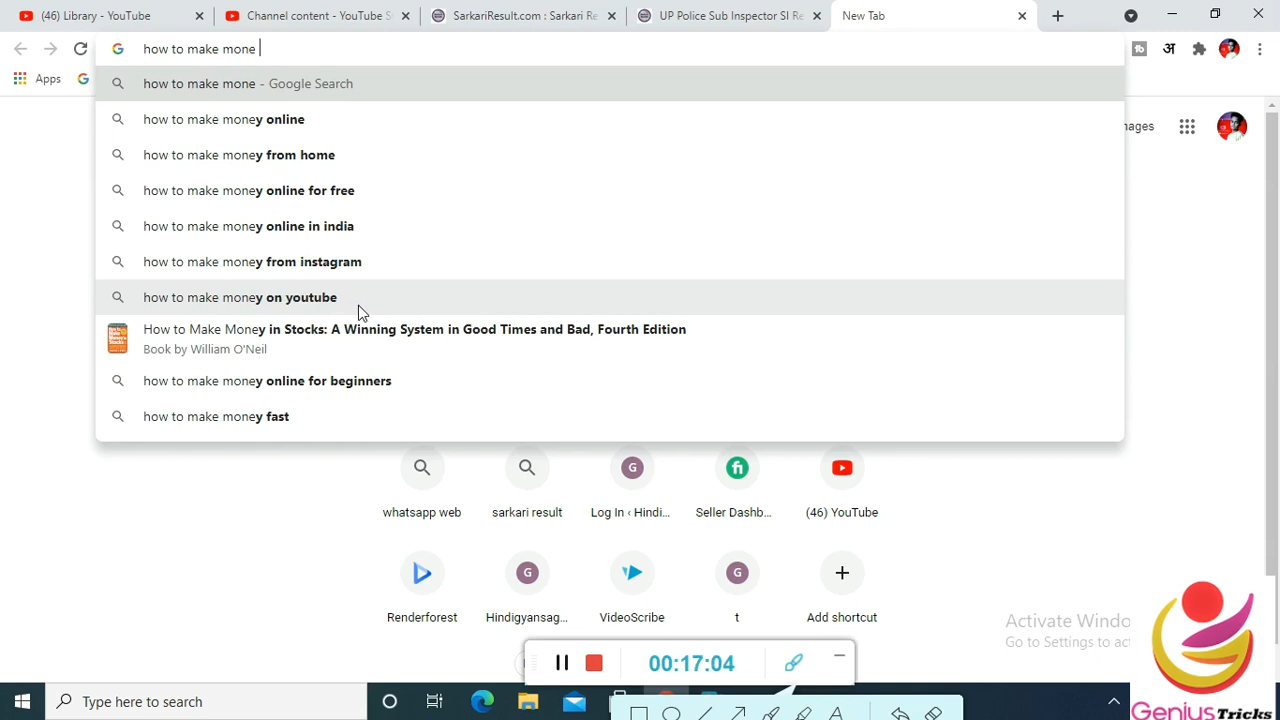 (46) Library - YouTube
Channel content - YouTube S
SarkariResult.com : Sarkari Re
UP Police Sub Inspector SI Re
New Tab
how to make mone
अ
Apps
how to make mone - Google Search
how to make money online
how to make money from home
how to make money online for free
how to make money online in india
how to make money from instagram
how to make money on youtube
How to Make Money in Stocks: A Winning System in Good Times and Bad, Fourth Edition
Book by William O'Neil
how to make money online for beginners
how to make money fast
mages
whatsapp web
sarkari result
Log In ‹ Hindi...
Seller Dashb...
(46) YouTube
Renderforest
Hindigyansag...
VideoScribe
t
Add shortcut
Activate Windo
Go to Settings to act
00:17:04
Type here to search
Genius Tricks